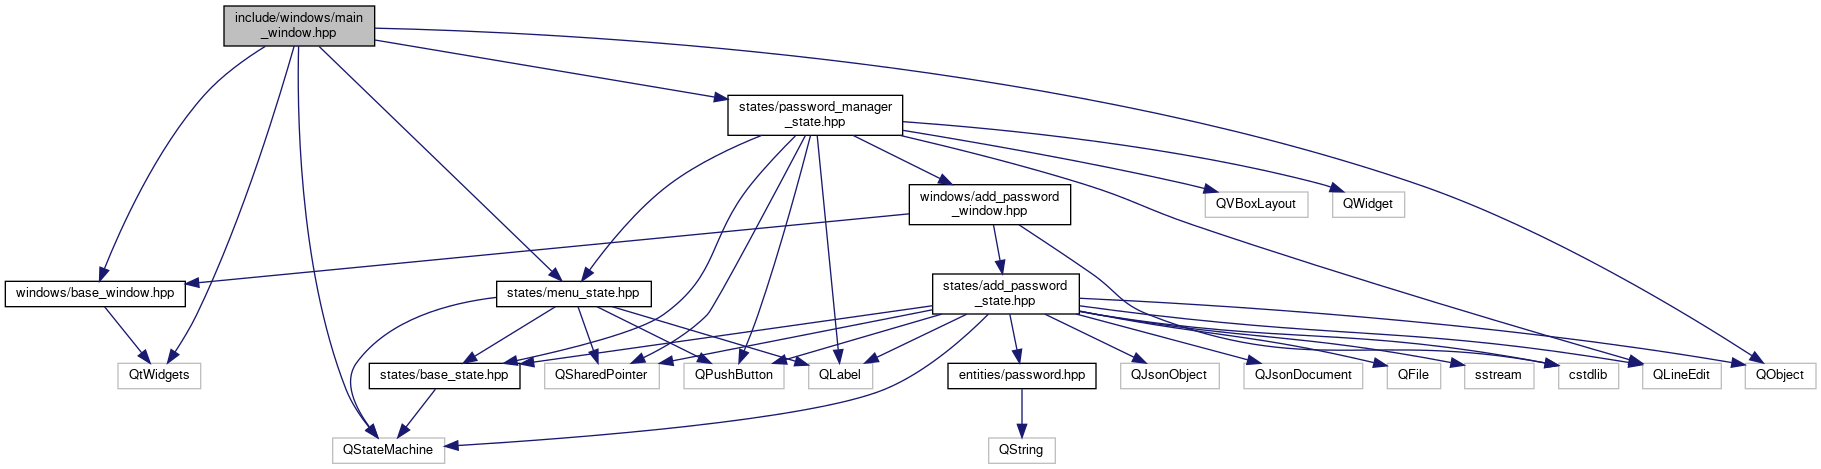 include/windows/main
_window.hpp
states/password_manager
_state.hpp
windows/add_password
_window.hpp
QVBoxLayout
QWidget
windows/base_window.hpp
states/menu_state.hpp
states/add_password
_state.hpp
QtWidgets
states/base_state.hpp
QSharedPointer
QPushButton
QLabel
entities/password.hpp
QJsonObject
QJsonDocument
QFile
sstream
cstdlib
QLineEdit
QObject
QStateMachine
QString